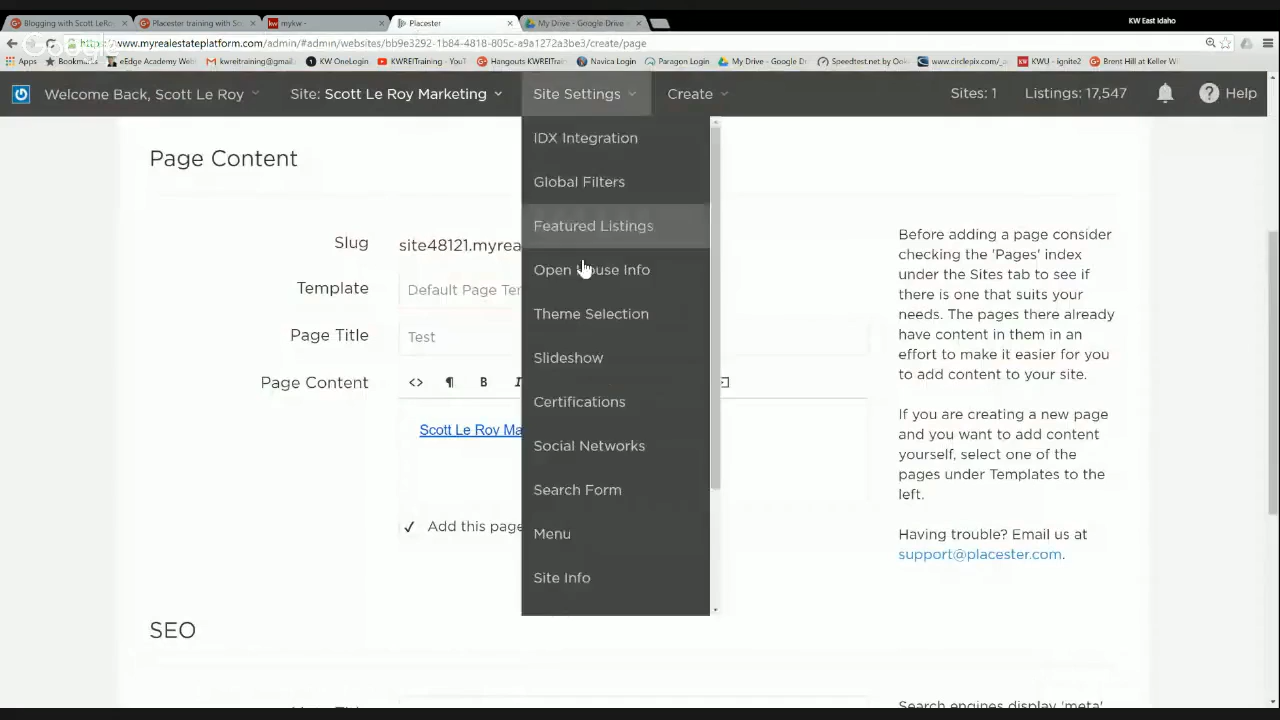 KW East Idaho
Blogging with Scott LeRo
Placester training with Sc
mykw -
Placester
My Drive - Google Drive
https://www.myrealestateplatform.com/admin/#admin/websites/bb9e3292-1b84-4818-805c-a9a1272a3be3/create/page
Apps Bookmarks eEdge Academy Web kwreitraining@gmail KW OneLogin KWREITraining - YouT Hangouts KWREIT Navica Login Paragon Login My Drive - Google D Speedtest.net by Ook www.circlepix.com/_a KWU - ignite2 Brent Hill at Keller W
Welcome Back, Scott Le Roy
Site: Scott Le Roy Marketing
Site Settings
Create
Sites: 1
Listings: 17,547
Help
IDX Integration
Global Filters
Featured Listings
Open House Info
Theme Selection
Slideshow
Certifications
Social Networks
Search Form
Menu
Site Info
Page Content
Slug
site48121.myrea
Template
Default Page Ter
Page Title
Test
Page Content
<> ¶ B I
Scott Le Roy Ma
✓ Add this page
Before adding a page consider
checking the 'Pages' index
under the Sites tab to see if
there is one that suits your
needs. The pages there already
have content in them in an
effort to make it easier for you
to add content to your site.
If you are creating a new page
and you want to add content
yourself, select one of the
pages under Templates to the
left.
Having trouble? Email us at
support@placester.com.
SEO
Search engines display 'meta'